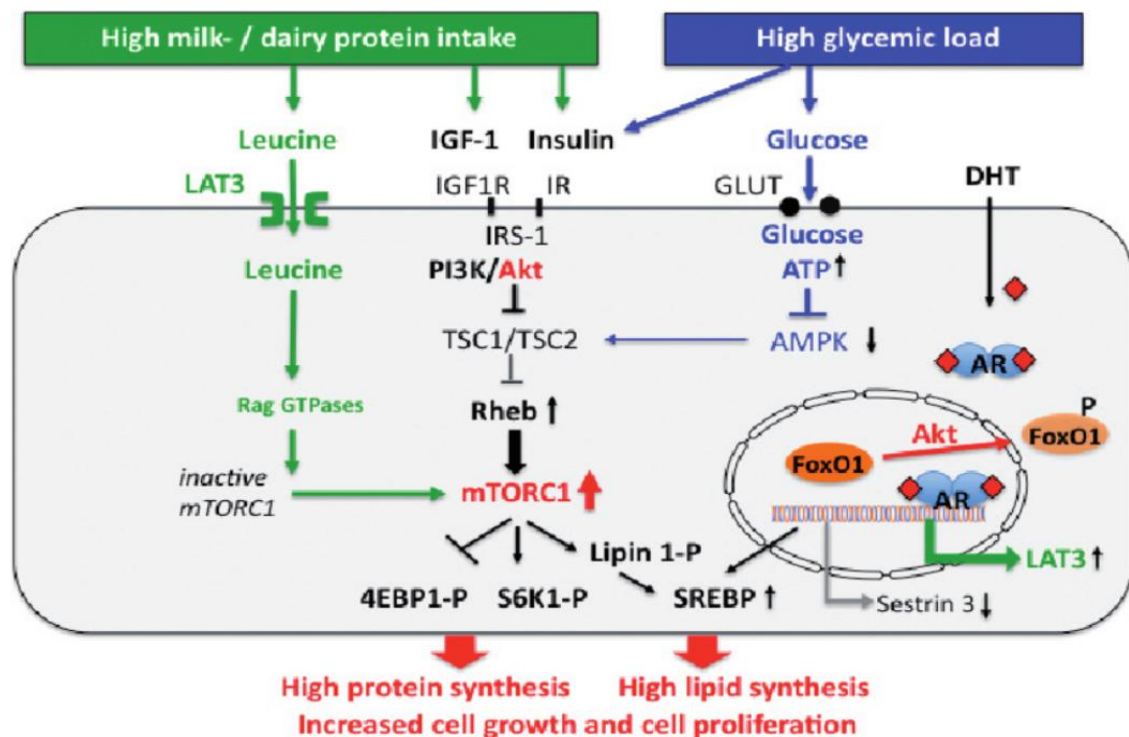 High milk- / dairy protein intake
High glycemic load
Leucine
IGF-1
Insulin
Glucose
LAT3
IGF1R
IR
GLUT
DHT
IRS-1
Glucose
Leucine
PI3K/Akt
ATP
TSC1/TSC2
AMPK
AR
Rag GTPases
Rheb
P
Akt
FoxO1
FoxO1
inactive
mTORC1
mTORC1
AR
Lipin 1-P
LAT3
4EBP1-P
S6K1-P
SREBP
Sestrin 3
High protein synthesis
High lipid synthesis
Increased cell growth and cell proliferation